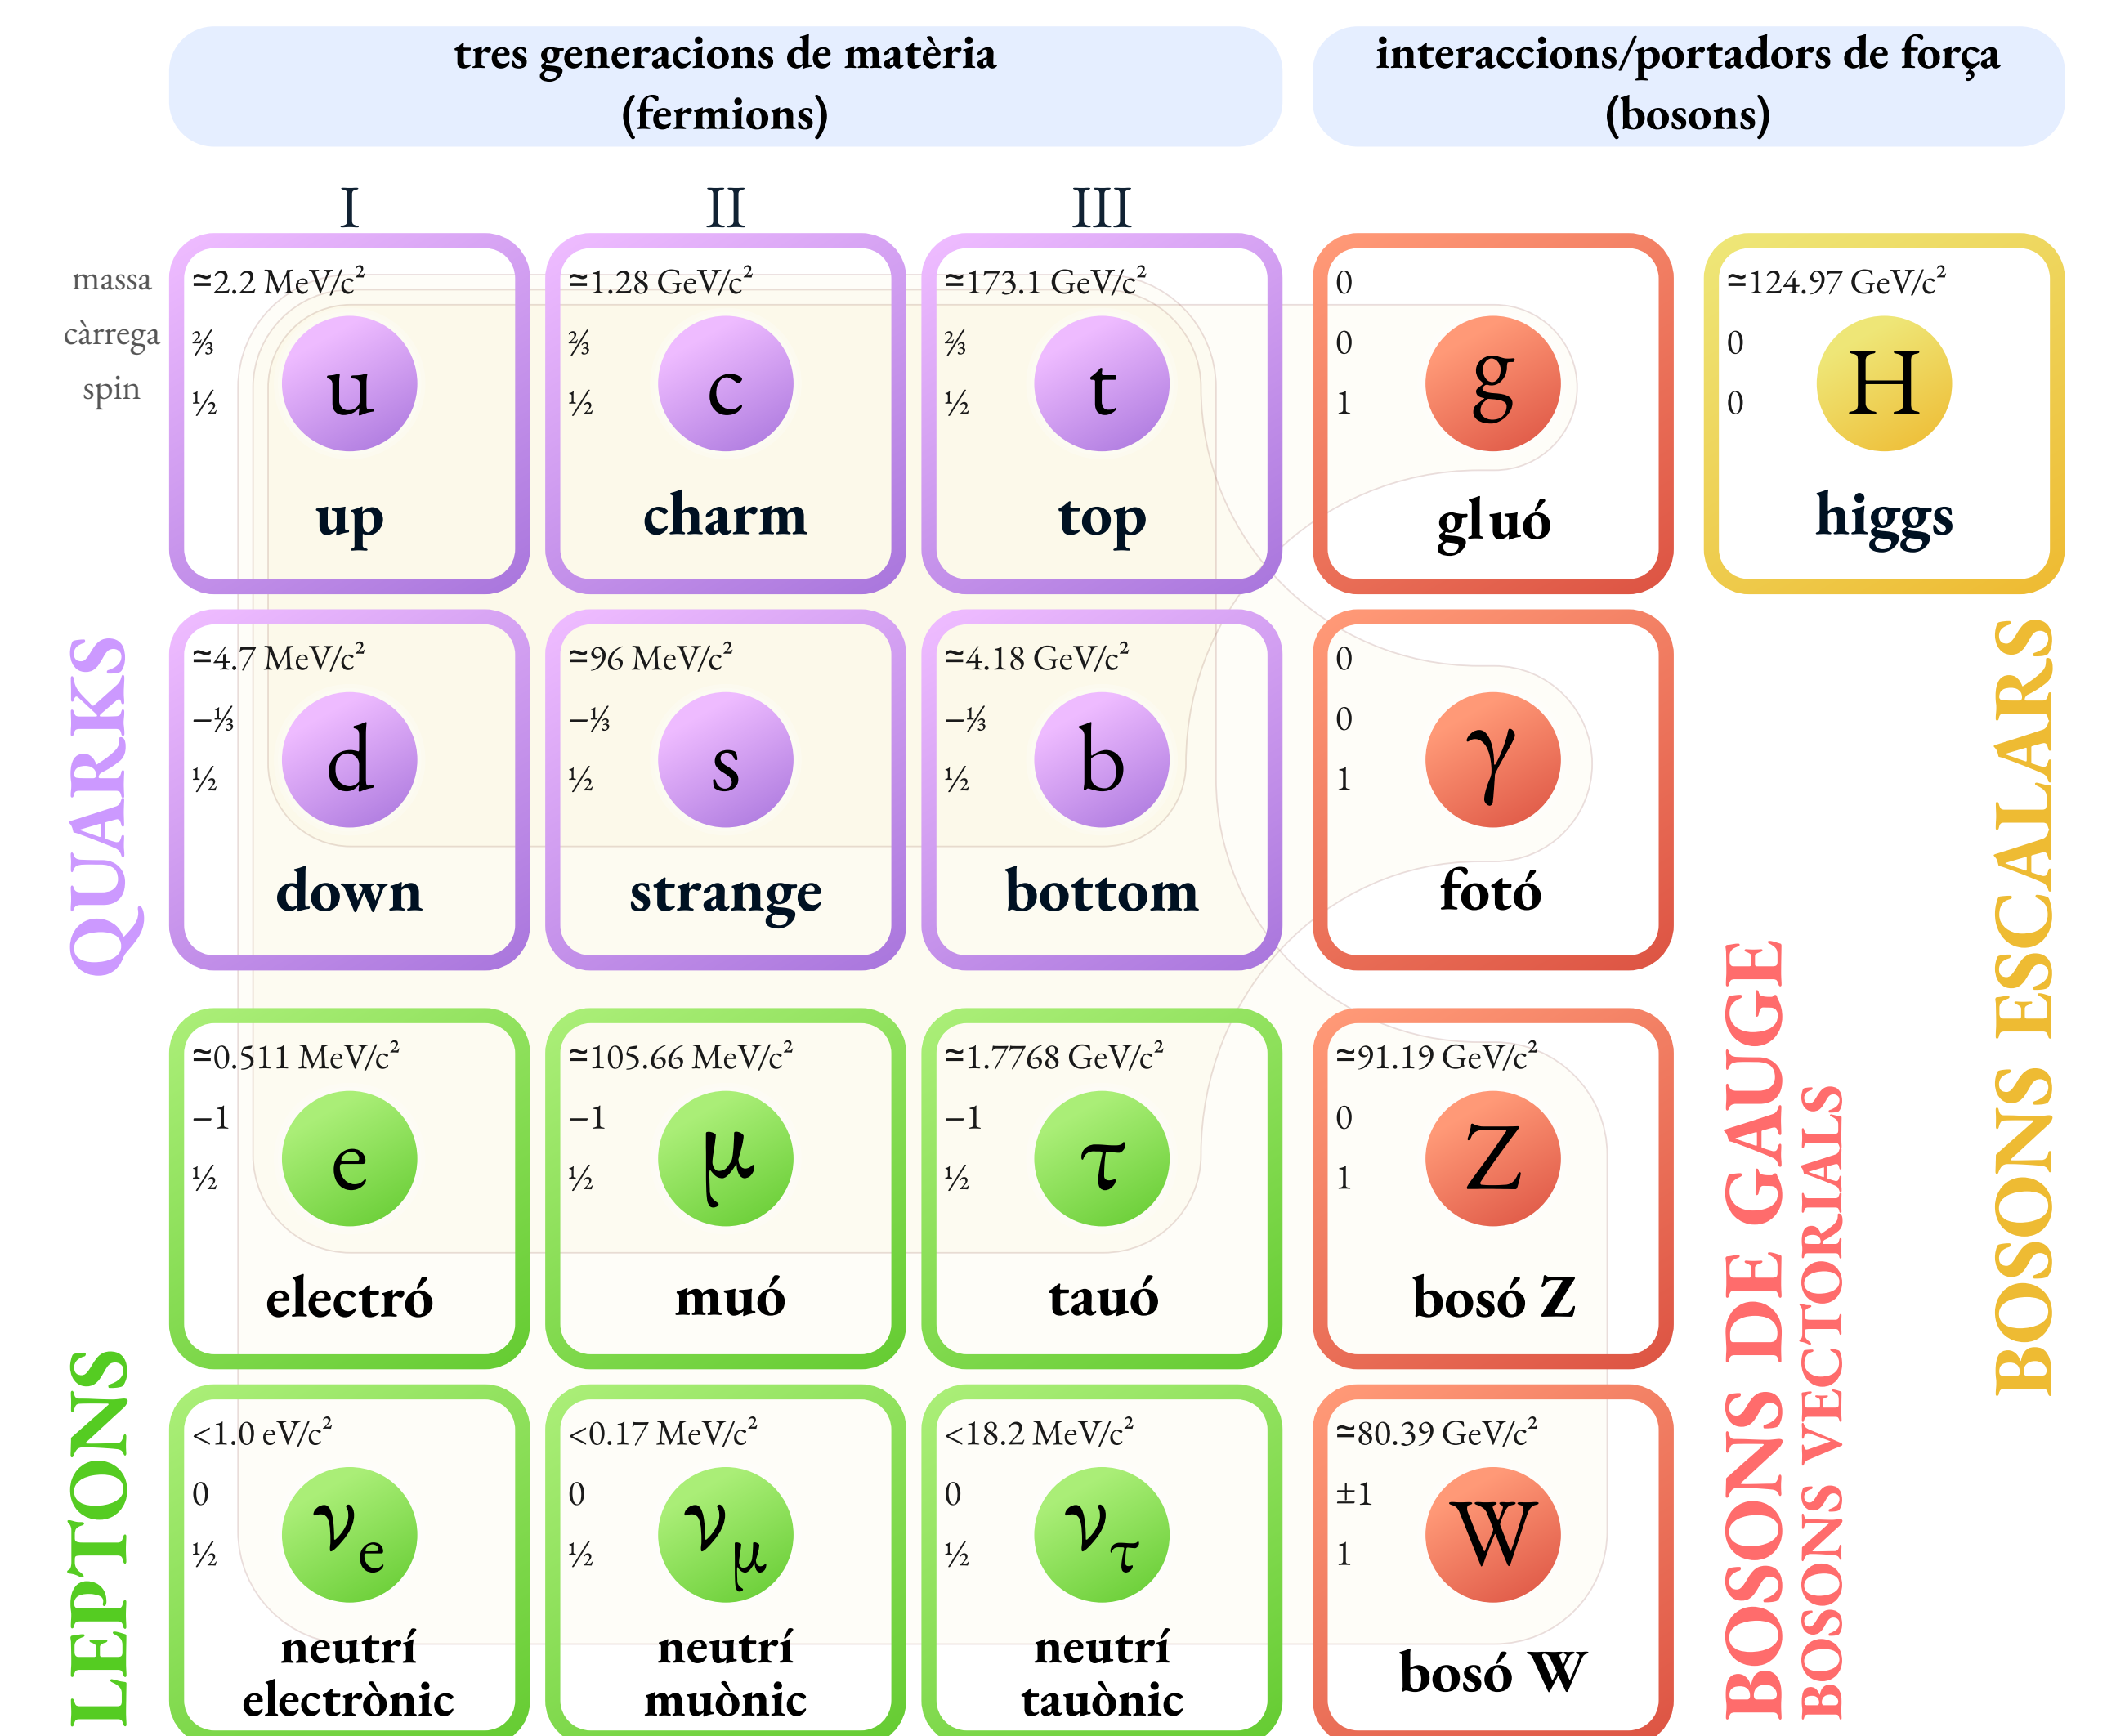 tres generacions de matèria
(fermions)
interaccions/portadors de força
(bosons)
I
II
III
massa
càrrega
spin
≃2.2 MeV/c²
⅔
½
u
up
≃1.28 GeV/c²
⅔
½
c
charm
≃173.1 GeV/c²
⅔
½
t
top
0
0
1
g
gluó
≃124.97 GeV/c²
0
0
H
higgs
QUARKS
≃4.7 MeV/c²
−⅓
½
d
down
≃96 MeV/c²
−⅓
½
s
strange
≃4.18 GeV/c²
−⅓
½
b
bottom
0
0
1
γ
fotó
≃0.511 MeV/c²
−1
½
e
electró
≃105.66 MeV/c²
−1
½
μ
muó
≃1.7768 GeV/c²
−1
½
τ
tauó
≃91.19 GeV/c²
0
1
Z
bosó Z
LEPTONS
<1.0 eV/c²
0
½
νe
neutrí
electrònic
<0.17 MeV/c²
0
½
νμ
neutrí
muònic
<18.2 MeV/c²
0
½
ντ
neutrí
tauònic
≃80.39 GeV/c²
±1
1
W
bosó W
BOSONS DE GAUGE
BOSONS VECTORIALS
BOSONS ESCALARS